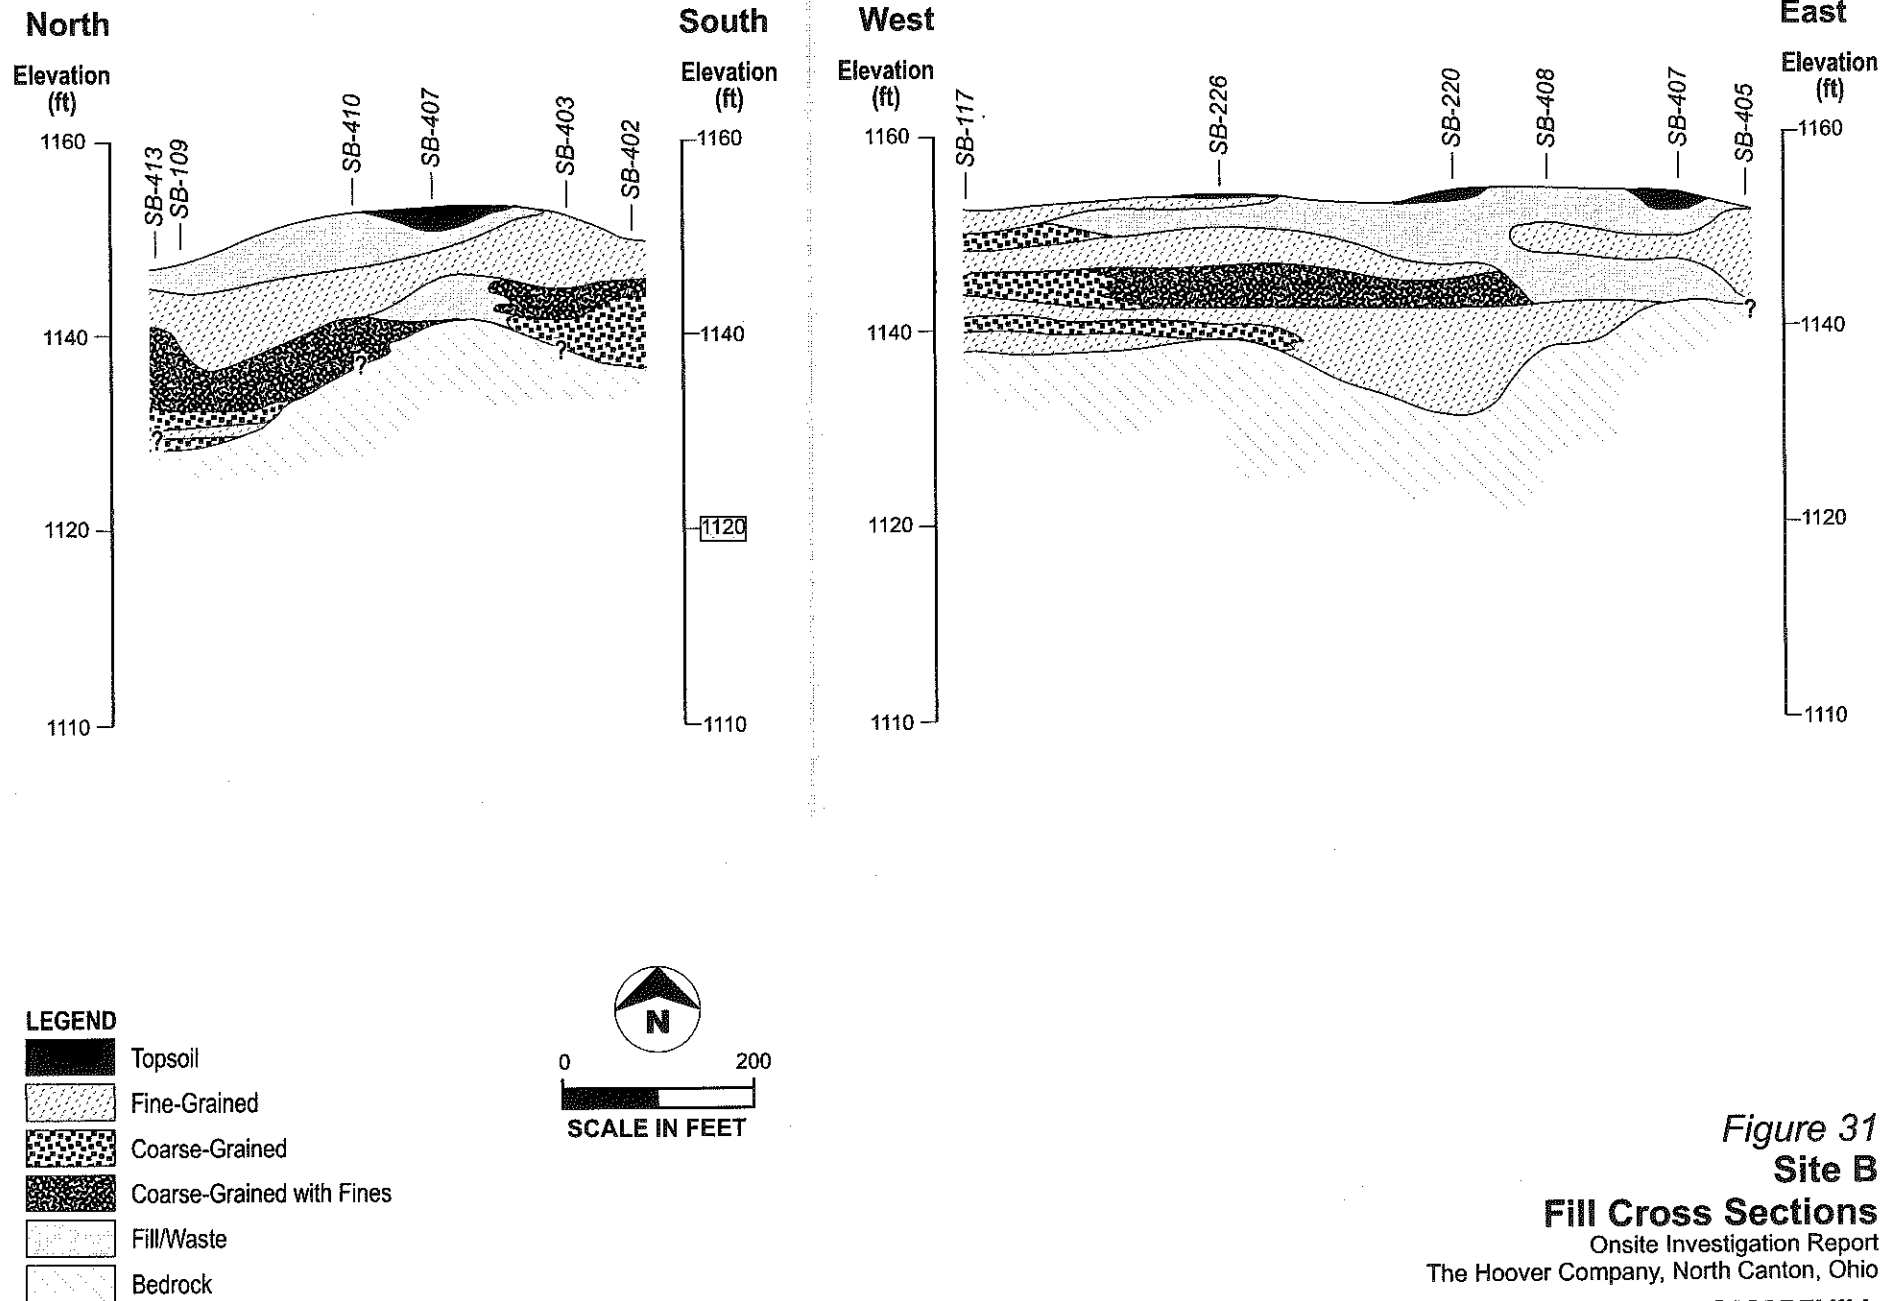 North
South
Elevation
(ft)
Elevation
(ft)
SB-413
SB-109
SB-410
SB-407
SB-403
SB-402
1160
1140
1120
1110
1160
1140
1120
1110
?
?
?
West
East
Elevation
(ft)
Elevation
(ft)
SB-117
SB-226
SB-220
SB-408
SB-407
SB-405
1160
1140
1120
1110
1160
1140
1120
1110
?
LEGEND
Topsoil
Fine-Grained
Coarse-Grained
Coarse-Grained with Fines
Fill/Waste
Bedrock
N
0 200
SCALE IN FEET
Figure 31
Site B
Fill Cross Sections
Onsite Investigation Report
The Hoover Company, North Canton, Ohio